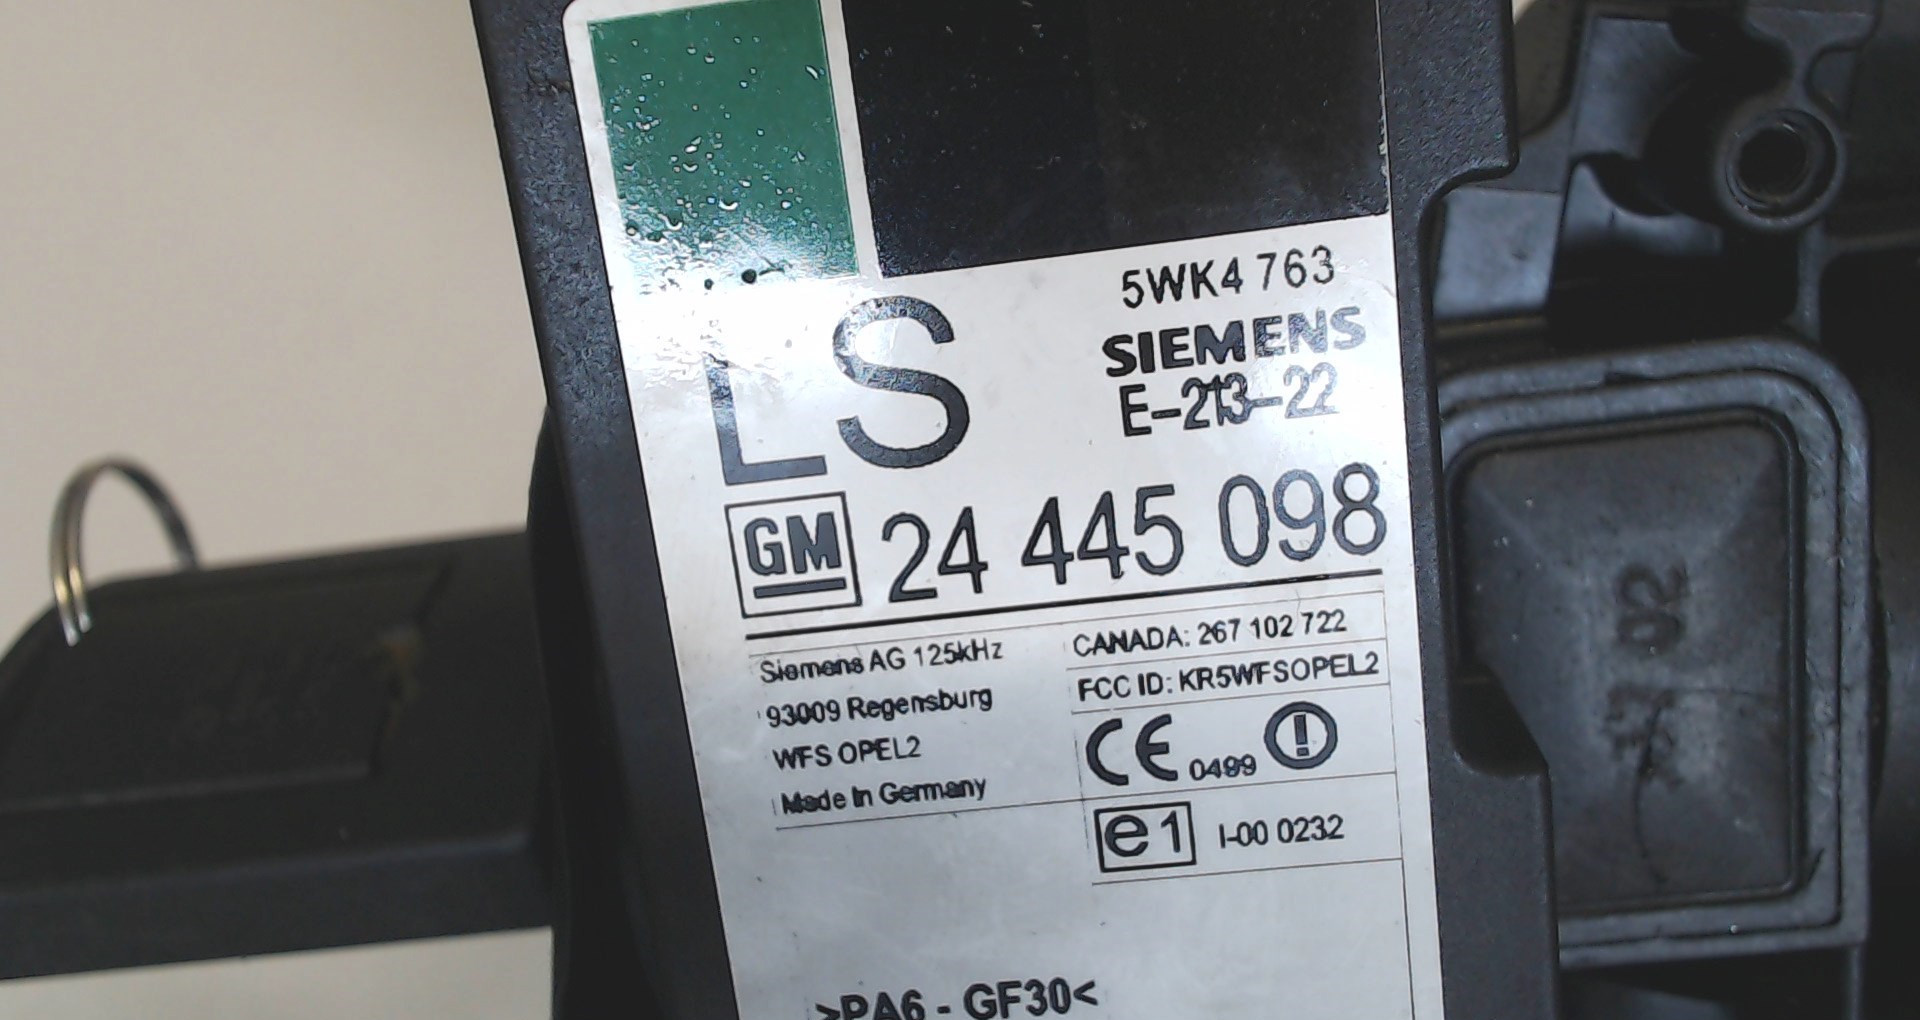 5WK4 763
SIEMENS
E-213-22
LS
GM 24 445 098
Siemens AG 125kHz
93009 Regensburg
WFS OPEL2
Made In Germany
CANADA: 267 102 722
FCC ID: KR5WFSOPEL2
CE 0499
e1 I-00 0232
>PA6 - GF30<
02